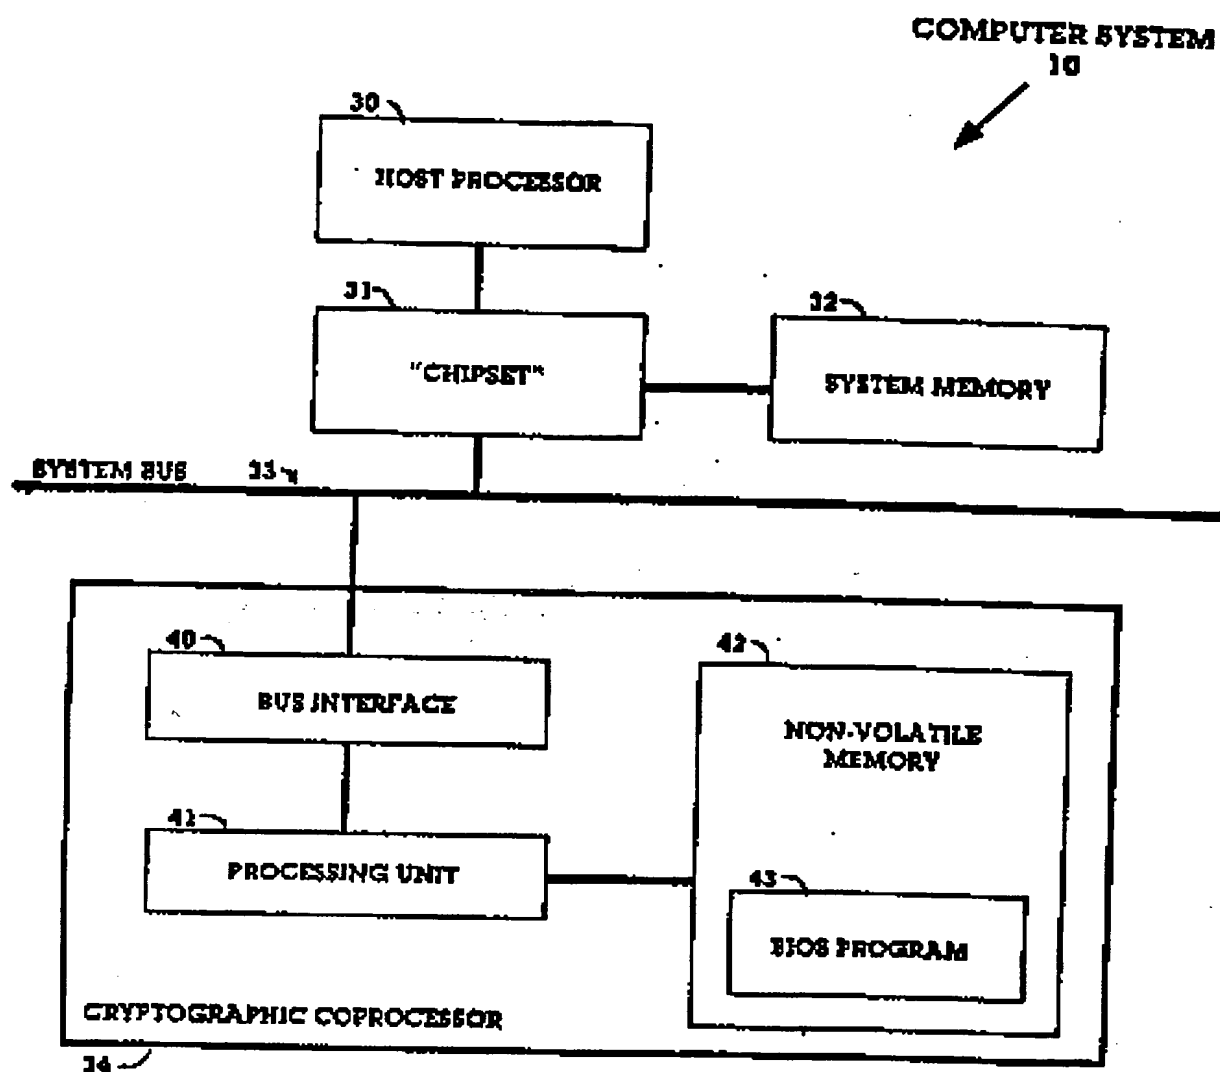 COMPUTER SYSTEM
10
30
HOST PROCESSOR
31
"CHIPSET"
32
SYSTEM MEMORY
SYSTEM BUS
33
40
BUS INTERFACE
42
NON-VOLATILE
MEMORY
41
PROCESSING UNIT
43
BIOS PROGRAM
CRYPTOGRAPHIC COPROCESSOR
34